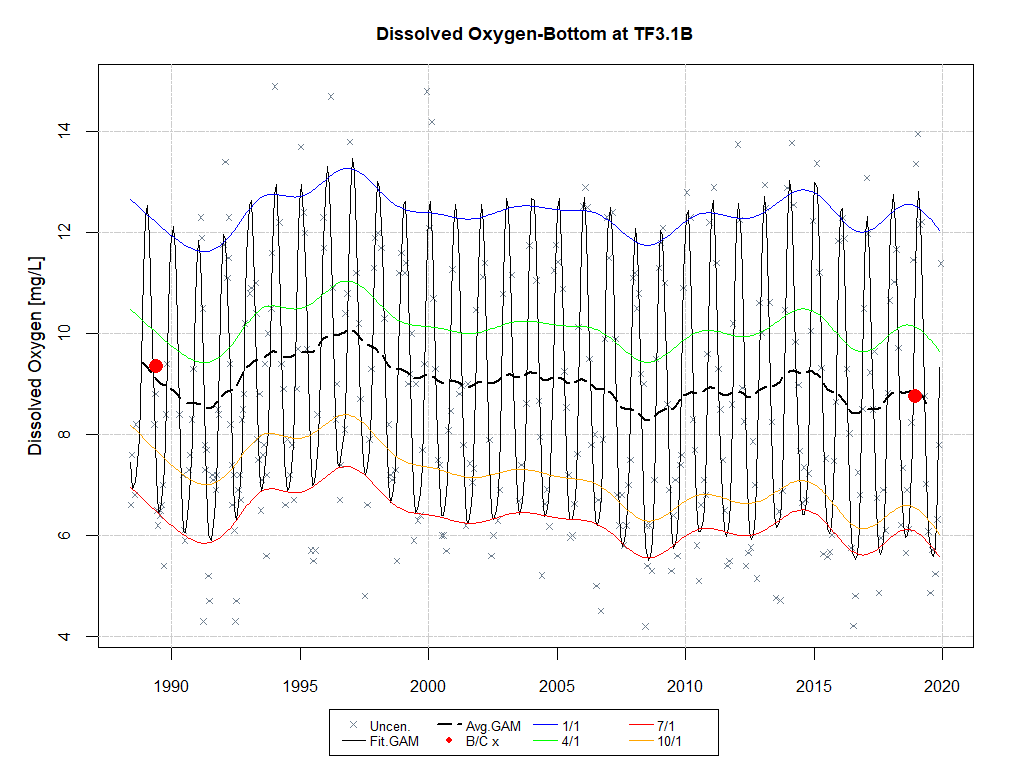 Dissolved Oxygen-Bottom at TF3.1B
Dissolved Oxygen [mg/L]
14
12
10
8
6
4
1990 1995 2000 2005 2010 2015 2020
Uncen. Avg.GAM 1/1 7/1
Fit.GAM B/C x 4/1 10/1